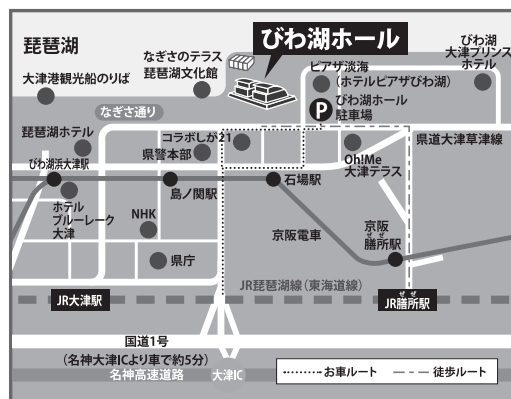 琵琶湖
びわ湖ホール
なぎさのテラス
琵琶湖文化館
大津港観光船のりば
ピアザ淡海
(ホテルピアザびわ湖)
びわ湖
大津プリンス
ホテル
P
びわ湖ホール
駐車場
なぎさ通り
琵琶湖ホテル
コラボしが21
県警本部
Oh!Me
大津テラス
県道大津草津線
びわ湖浜大津駅
島ノ関駅
石場駅
ホテル
ブルーレーク
大津
NHK
県庁
京阪電車
京阪
ぜぜ
膳所駅
JR琵琶湖線(東海道線)
JR大津駅
ぜぜ
JR膳所駅
国道1号
(名神大津ICより車で約5分)
名神高速道路
大津IC
お車ルート
徒歩ルート